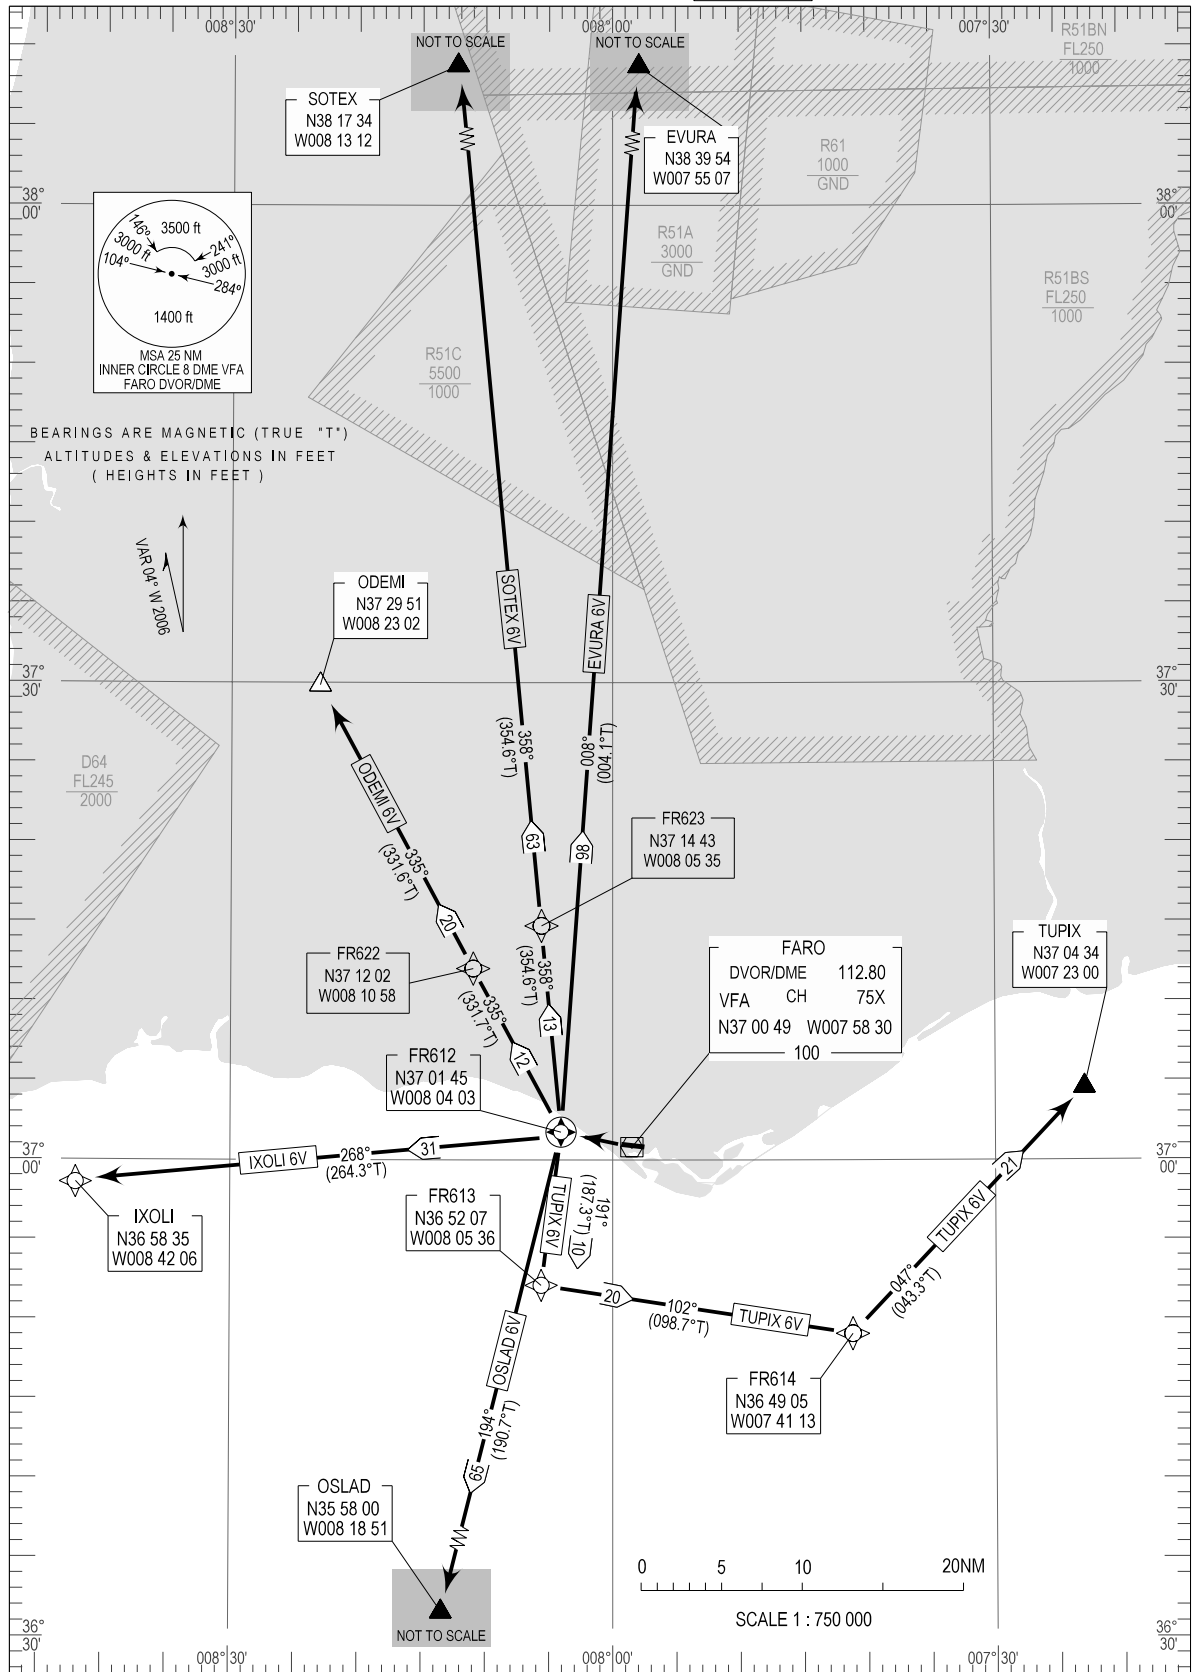 008°30'
008°00'
007°30'
NOT TO SCALE
NOT TO SCALE
R51BN
FL250
1000
SOTEX
N38 17 34
W008 13 12
EVURA
N38 39 54
W007 55 07
R61
1000
GND
38°
00'
38°
00'
146°
3500 ft
241°
3000 ft
3000 ft
104°
284°
1400 ft
MSA 25 NM
INNER CIRCLE 8 DME VFA
FARO DVOR/DME
R51A
3000
GND
R51BS
FL250
1000
R51C
5500
1000
BEARINGS ARE MAGNETIC (TRUE "T")
ALTITUDES & ELEVATIONS IN FEET
( HEIGHTS IN FEET )
VAR 04° W 2006
ODEMI
N37 29 51
W008 23 02
SOTEX 6V
EVURA 6V
37°
30'
37°
30'
358°
(354.6°T)
008°
(004.1°T)
D64
FL245
2000
ODEMI 6V
335°
(331.6°T)
20
63
98
FR623
N37 14 43
W008 05 35
FR622
N37 12 02
W008 10 58
335°
(331.7°T)
12
358°
(354.6°T)
13
FARO
DVOR/DME 112.80
VFA CH 75X
N37 00 49 W007 58 30
100
TUPIX
N37 04 34
W007 23 00
FR612
N37 01 45
W008 04 03
37°
00'
37°
00'
IXOLI 6V
268°
(264.3°T)
31
21
IXOLI
N36 58 35
W008 42 06
FR613
N36 52 07
W008 05 36
TUPIX 6V
191°
(187.3°T)
10
TUPIX 6V
047°
(043.3°T)
20
102°
(098.7°T)
TUPIX 6V
OSLAD 6V
194°
(190.7°T)
65
FR614
N36 49 05
W007 41 13
OSLAD
N35 58 00
W008 18 51
NOT TO SCALE
0 5 10 20NM
SCALE 1 : 750 000
36°
30'
36°
30'
008°30'
008°00'
007°30'